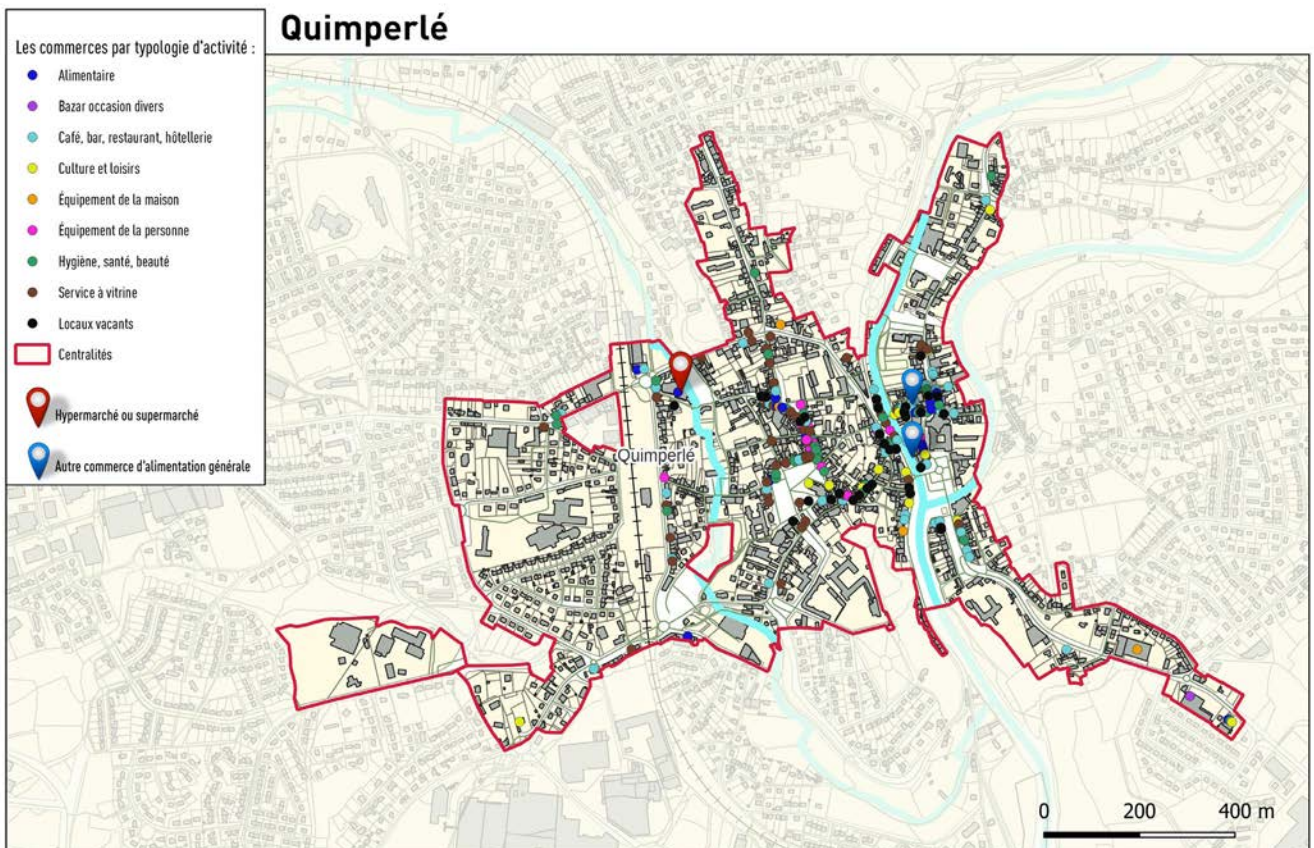 Quimperlé
Les commerces par typologie d'activité :
Alimentaire
Bazar occasion divers
Café, bar, restaurant, hôtellerie
Culture et loisirs
Équipement de la maison
Équipement de la personne
Hygiène, santé, beauté
Service à vitrine
Locaux vacants
Centralités
Hypermarché ou supermarché
Autre commerce d'alimentation générale
Quimperlé
0 200 400 m